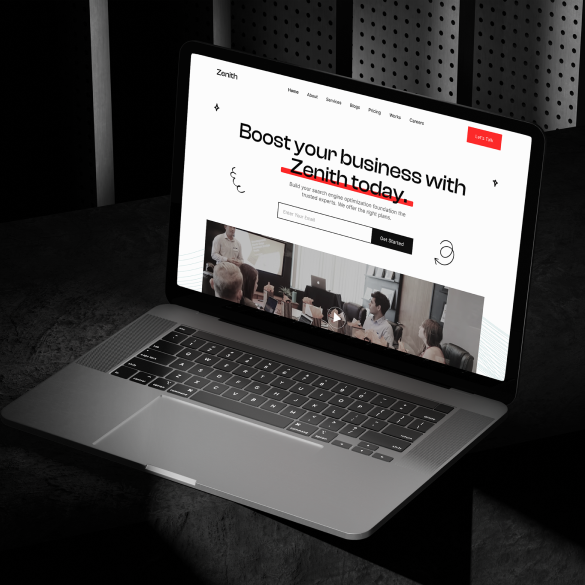 Zenith
Home About Services Blogs Pricing Works Careers
Let's Talk
Boost your business with
Zenith today.
Build your search engine optimization foundation the
trusted experts. We offer the right plans.
Enter Your Email
Get Started